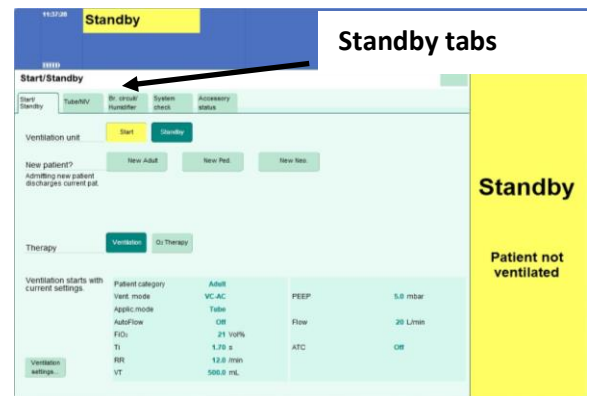 11:37:26 Standby
Standby tabs
Start/Standby
Start/ Standby Tube/NIV Br. circuit/ Humidifier System check Accessory status
Ventilation unit Start Standby
New patient? New Adult New Ped. New Neo.
Admitting new patient
discharges current pat.
Standby
Patient not
ventilated
Therapy Ventilation O₂ Therapy
Ventilation starts with
current settings.
Patient category Adult
Vent. mode VC-AC PEEP 5.0 mbar
Applic.mode Tube
AutoFlow Off Flow 20 L/min
FiO₂ 21 Vol%
Ti 1.70 s ATC Off
RR 12.0 /min
VT 500.0 mL
Ventilation
settings...